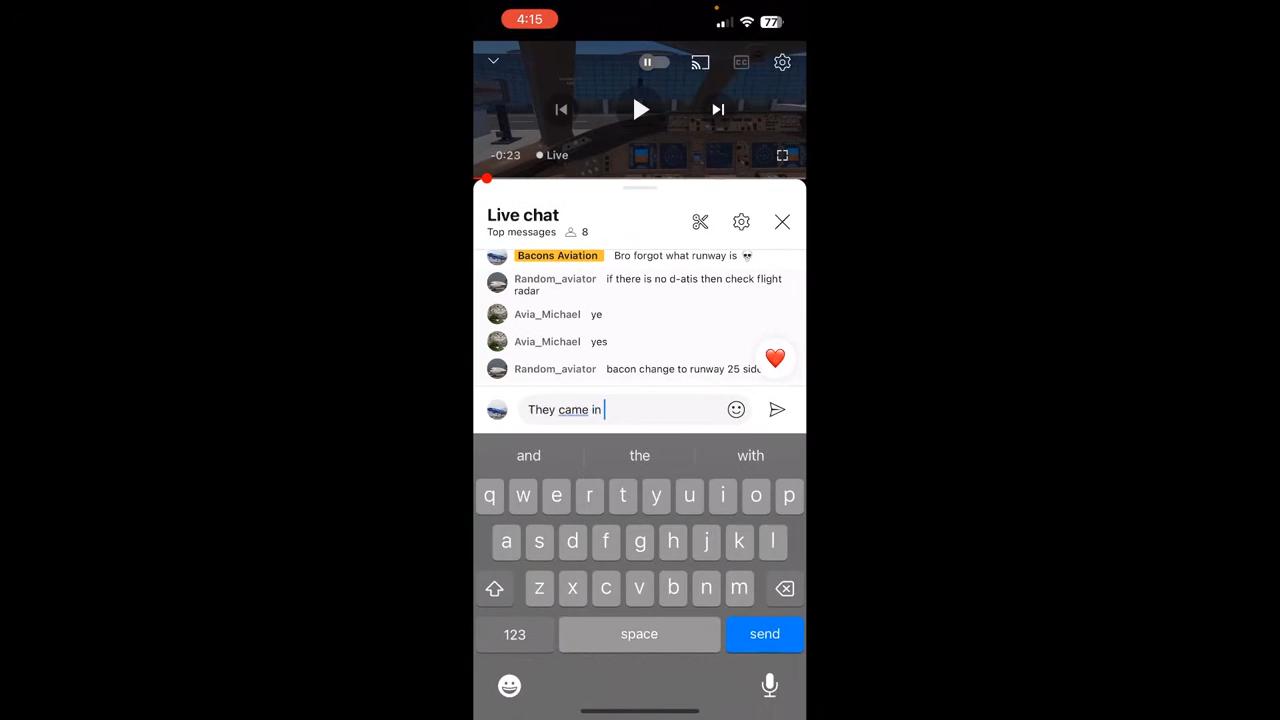 4:15
77
CC
-0:23
Live
Live chat
Top messages 8
Bacons Aviation Bro forgot what runway is 💀
Random_aviator if there is no d-atis then check flight
radar
Avia_Michael ye
Avia_Michael yes
Random_aviator bacon change to runway 25 side
They came in
and the with
q w e r t y u i o p
a s d f g h j k l
z x c v b n m
123 space send